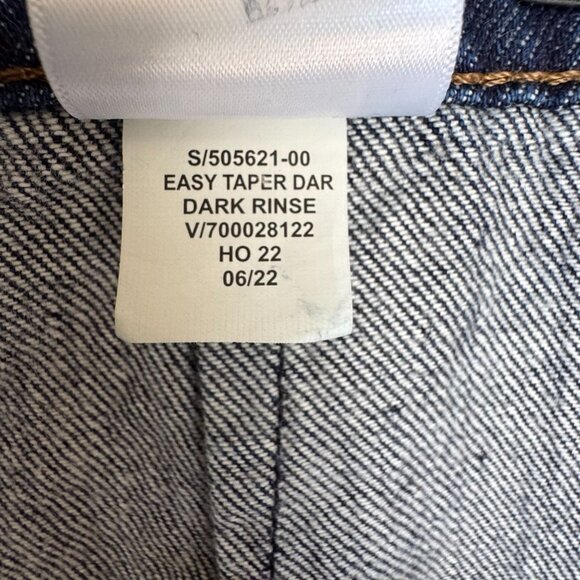 S/505621-00
EASY TAPER DAR
DARK RINSE
V/700028122
HO 22
06/22